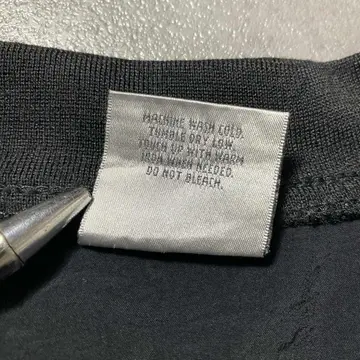 MACHINE WASH COLD.
TUMBLE DRY LOW.
TOUCH UP WITH WARM
IRON WHEN NEEDED.
DO NOT BLEACH.